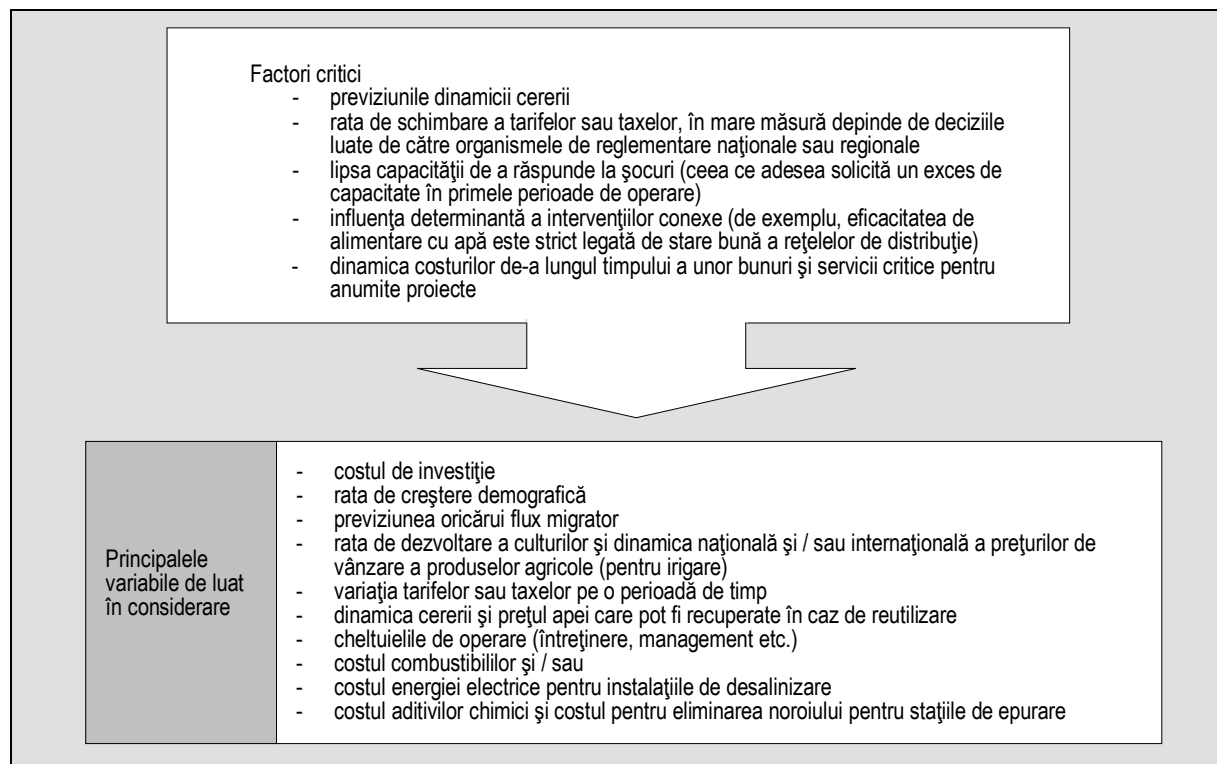 Factori critici
- previziunile dinamicii cererii
- rata de schimbare a tarifelor sau taxelor, în mare măsură depinde de deciziile
luate de către organismele de reglementare naţionale sau regionale
- lipsa capacităţii de a răspunde la şocuri (ceea ce adesea solicită un exces de
capacitate în primele perioade de operare)
- influenţa determinantă a intervenţiilor conexe (de exemplu, eficacitatea de
alimentare cu apă este strict legată de stare bună a reţelelor de distribuţie)
- dinamica costurilor de-a lungul timpului a unor bunuri şi servicii critice pentru
anumite proiecte
Principalele
variabile de luat
în considerare
- costul de investiţie
- rata de creştere demografică
- previziunea oricărui flux migrator
- rata de dezvoltare a culturilor şi dinamica naţională şi / sau internaţională a preţurilor de
vânzare a produselor agricole (pentru irigare)
- variaţia tarifelor sau taxelor pe o perioadă de timp
- dinamica cererii şi preţul apei care pot fi recuperate în caz de reutilizare
- cheltuielile de operare (întreţinere, management etc.)
- costul combustibililor şi / sau
- costul energiei electrice pentru instalaţiile de desalinizare
- costul aditivilor chimici şi costul pentru eliminarea noroiului pentru staţiile de epurare